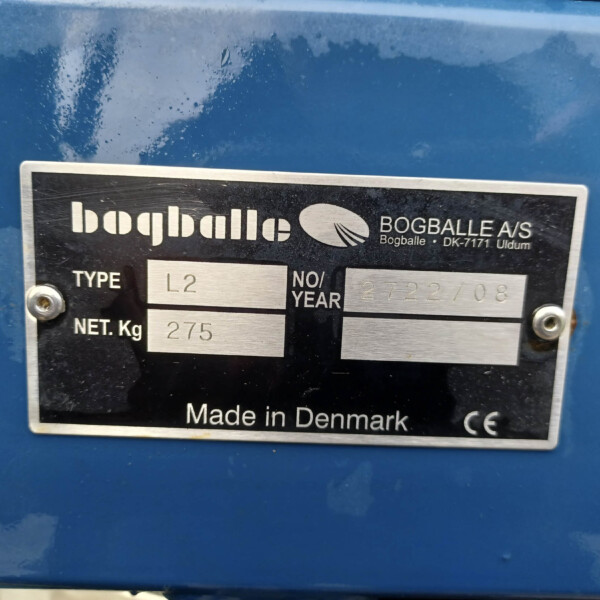 bogballe
BOGBALLE A/S
Bogballe • DK-7171 Uldum
TYPE L2 NO/YEAR 2722/08
NET. Kg 275
Made in Denmark CE